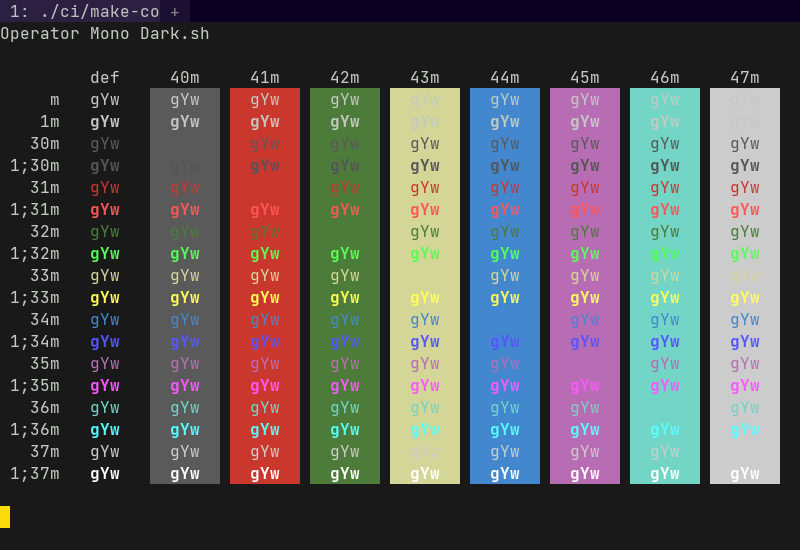 1: ./ci/make-co +
Operator Mono Dark.sh
def 40m 41m 42m 43m 44m 45m 46m 47m
m gYw gYw gYw gYw gYw gYw gYw gYw gYw
1m gYw gYw gYw gYw gYw gYw gYw gYw gYw
30m gYw gYw gYw gYw gYw gYw gYw gYw
1;30m gYw gYw gYw gYw gYw gYw gYw gYw gYw
31m gYw gYw gYw gYw gYw gYw gYw gYw
1;31m gYw gYw gYw gYw gYw gYw gYw gYw gYw
32m gYw gYw gYw gYw gYw gYw gYw gYw
1;32m gYw gYw gYw gYw gYw gYw gYw gYw gYw
33m gYw gYw gYw gYw gYw gYw gYw gYw
1;33m gYw gYw gYw gYw gYw gYw gYw gYw gYw
34m gYw gYw gYw gYw gYw gYw gYw gYw
1;34m gYw gYw gYw gYw gYw gYw gYw gYw gYw
35m gYw gYw gYw gYw gYw gYw gYw gYw
1;35m gYw gYw gYw gYw gYw gYw gYw gYw gYw
36m gYw gYw gYw gYw gYw gYw gYw gYw
1;36m gYw gYw gYw gYw gYw gYw gYw gYw gYw
37m gYw gYw gYw gYw gYw gYw gYw gYw
1;37m gYw gYw gYw gYw gYw gYw gYw gYw gYw